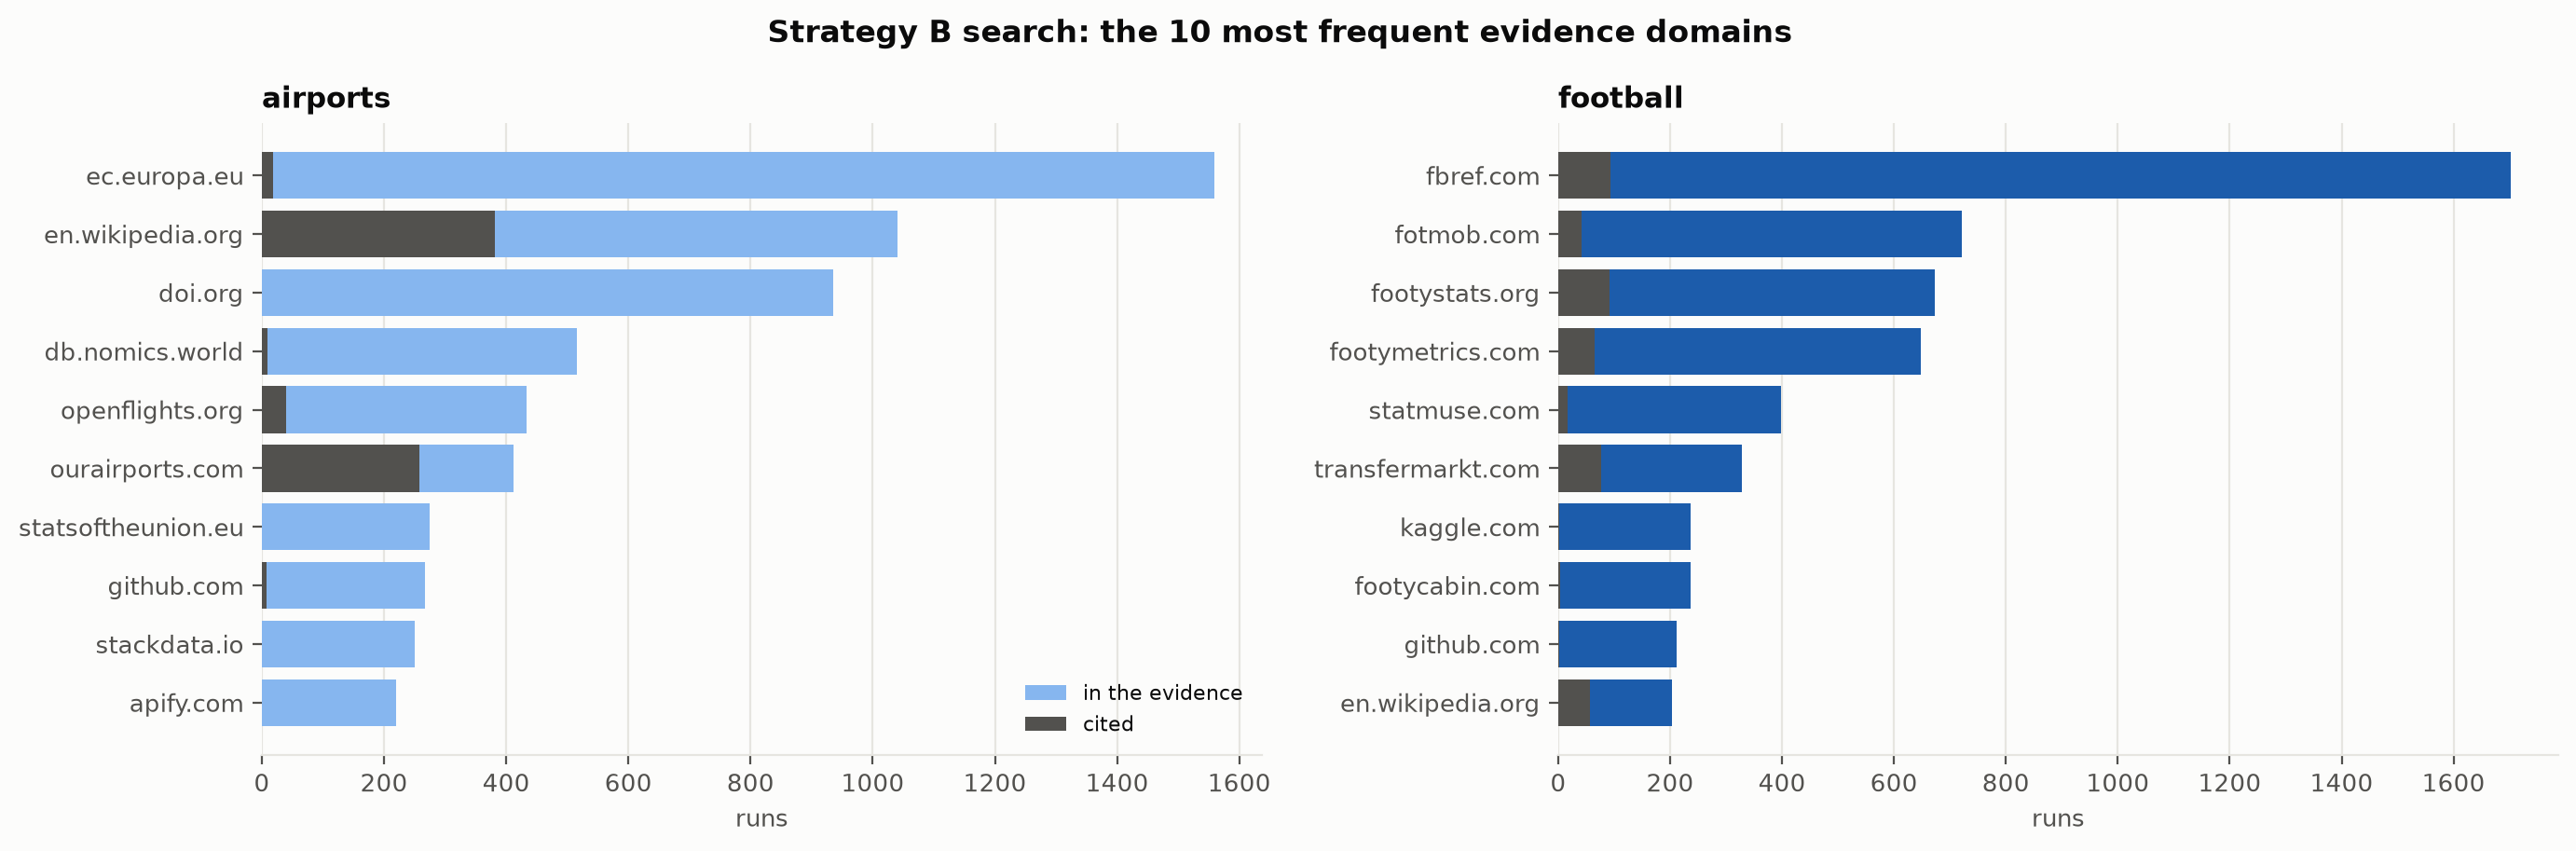 Strategy B search: the 10 most frequent evidence domains
airports
ec.europa.eu
en.wikipedia.org
doi.org
db.nomics.world
openflights.org
ourairports.com
statsoftheunion.eu
github.com
stackdata.io
apify.com
in the evidence
cited
0 200 400 600 800 1000 1200 1400 1600
runs
football
fbref.com
fotmob.com
footystats.org
footymetrics.com
statmuse.com
transfermarkt.com
kaggle.com
footycabin.com
github.com
en.wikipedia.org
0 200 400 600 800 1000 1200 1400 1600
runs